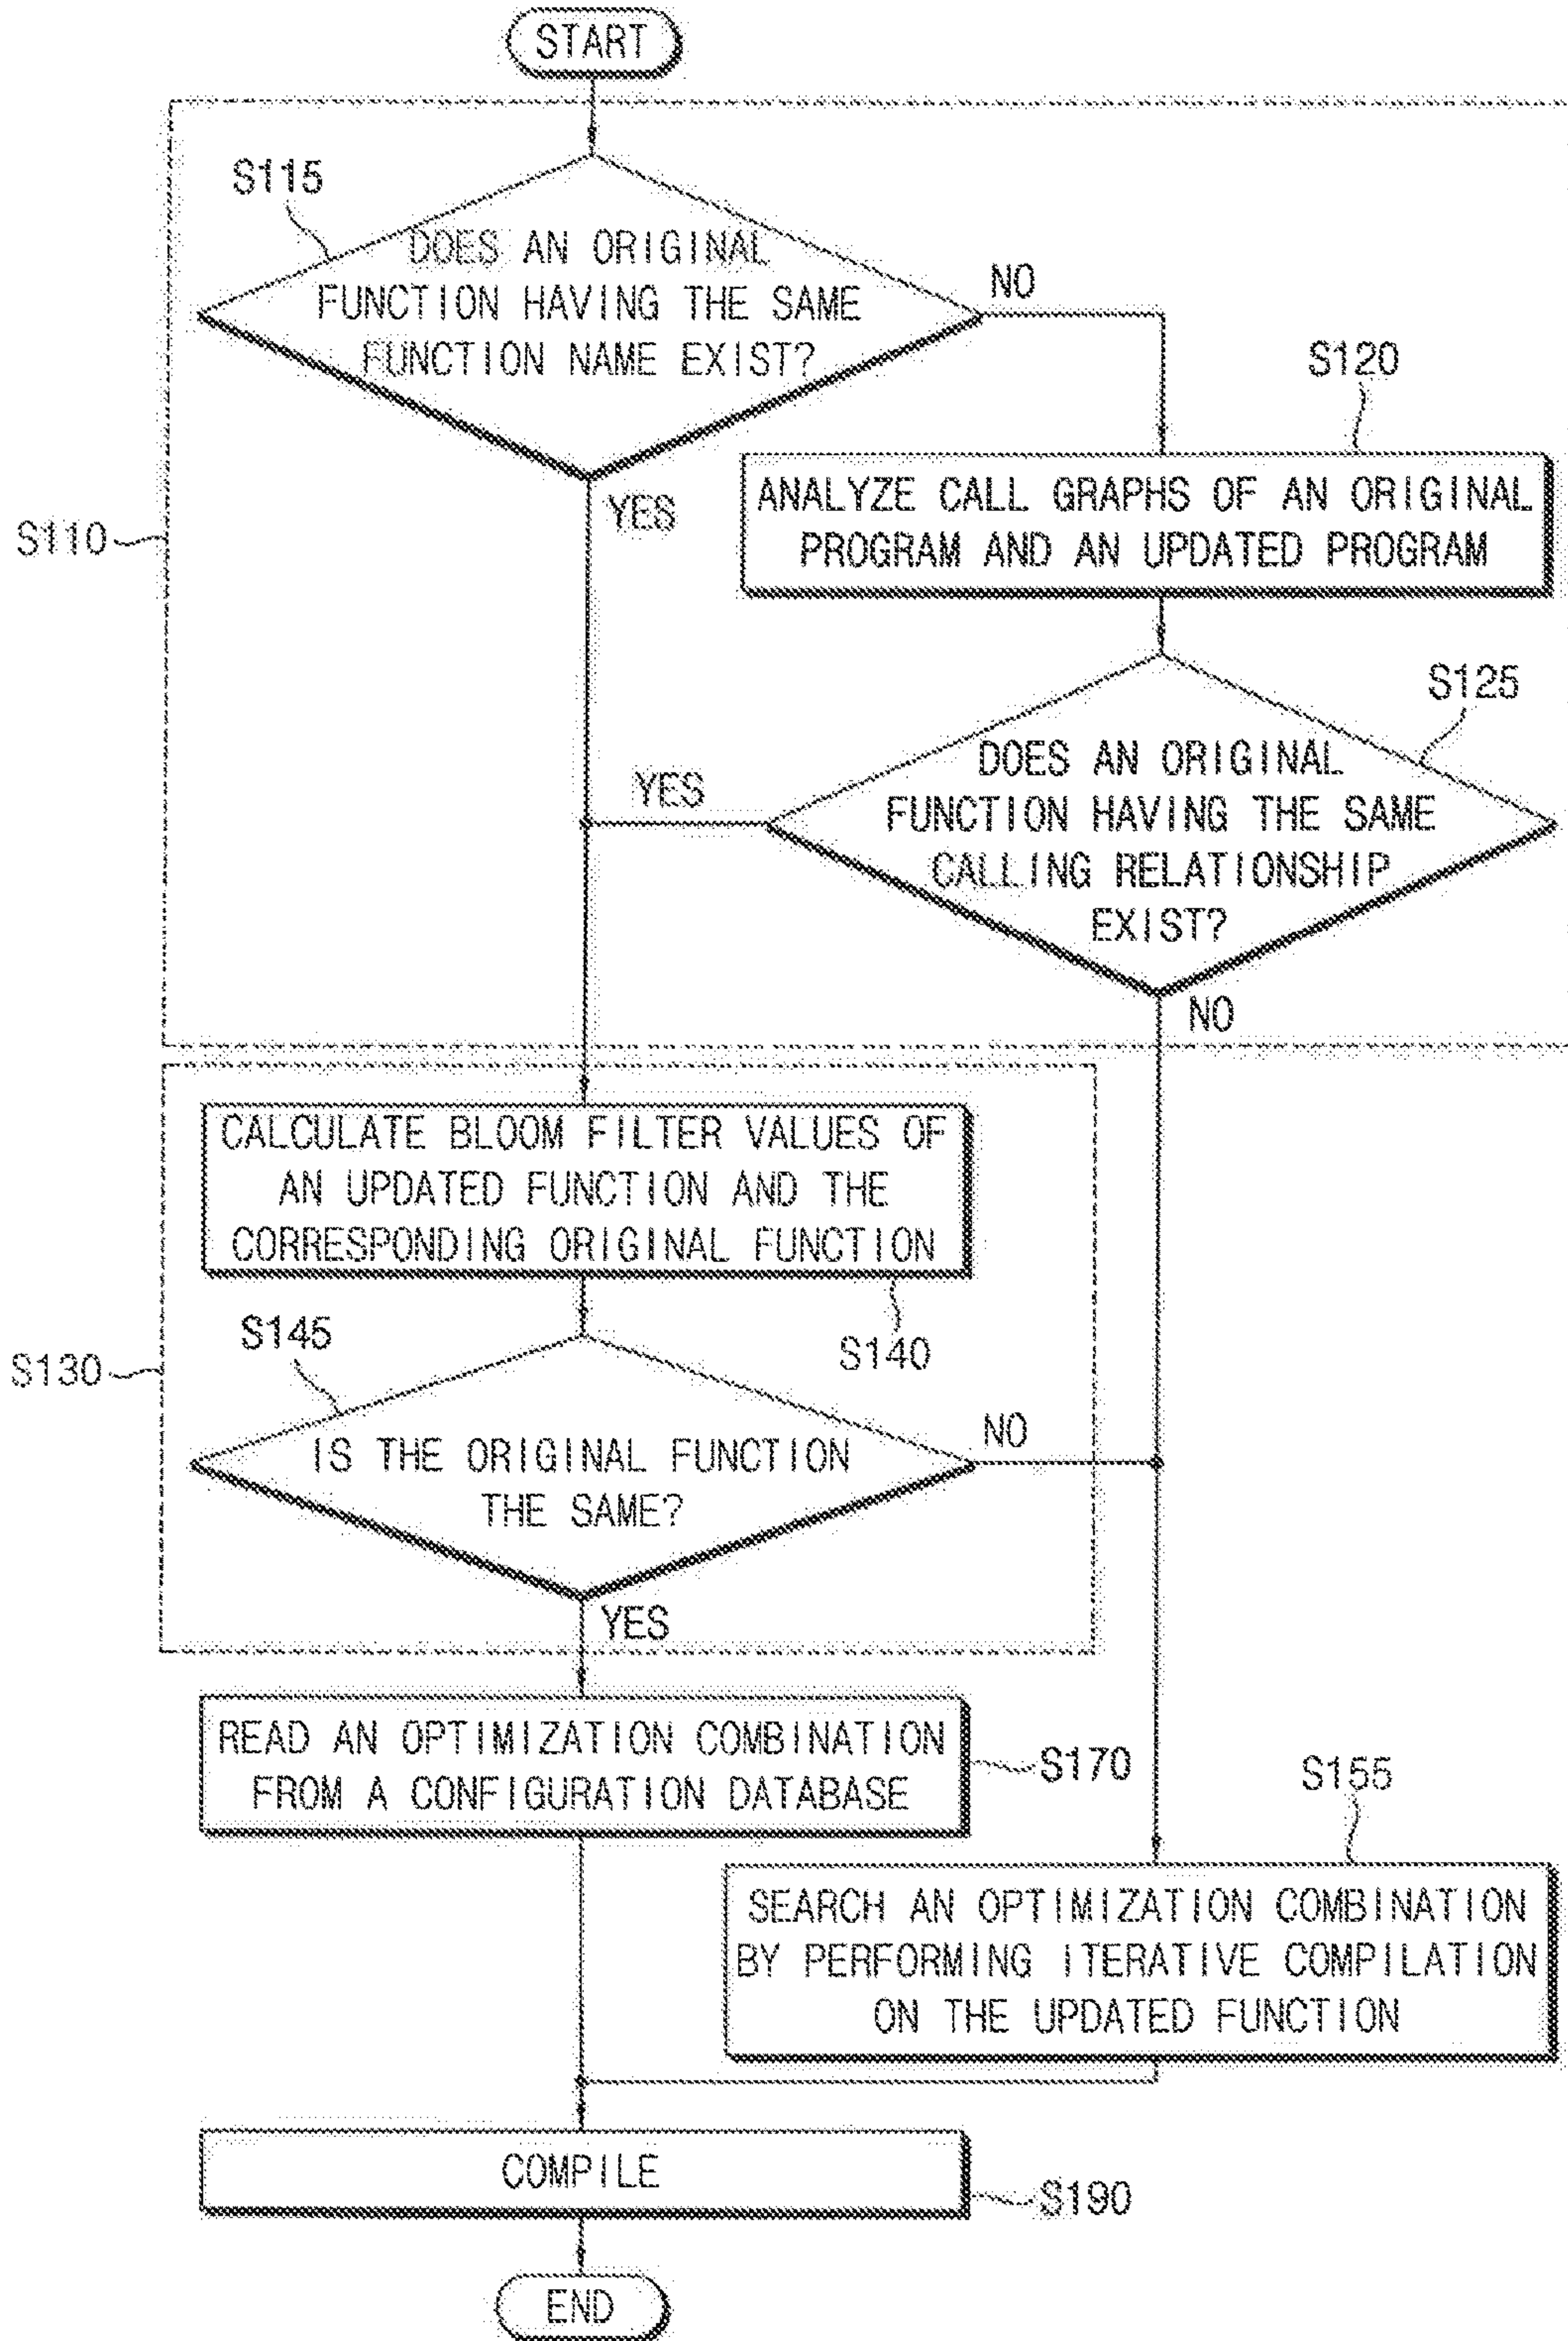 START
S115
DOES AN ORIGINAL
FUNCTION HAVING THE SAME
FUNCTION NAME EXIST?
NO
YES
S120
ANALYZE CALL GRAPHS OF AN ORIGINAL
PROGRAM AND AN UPDATED PROGRAM
S110
S125
DOES AN ORIGINAL
FUNCTION HAVING THE SAME
CALLING RELATIONSHIP
EXIST?
YES
NO
CALCULATE BLOOM FILTER VALUES OF
AN UPDATED FUNCTION AND THE
CORRESPONDING ORIGINAL FUNCTION
S140
S130
S145
IS THE ORIGINAL FUNCTION
THE SAME?
NO
YES
READ AN OPTIMIZATION COMBINATION
FROM A CONFIGURATION DATABASE
S170
S155
SEARCH AN OPTIMIZATION COMBINATION
BY PERFORMING ITERATIVE COMPILATION
ON THE UPDATED FUNCTION
COMPILE
S190
END